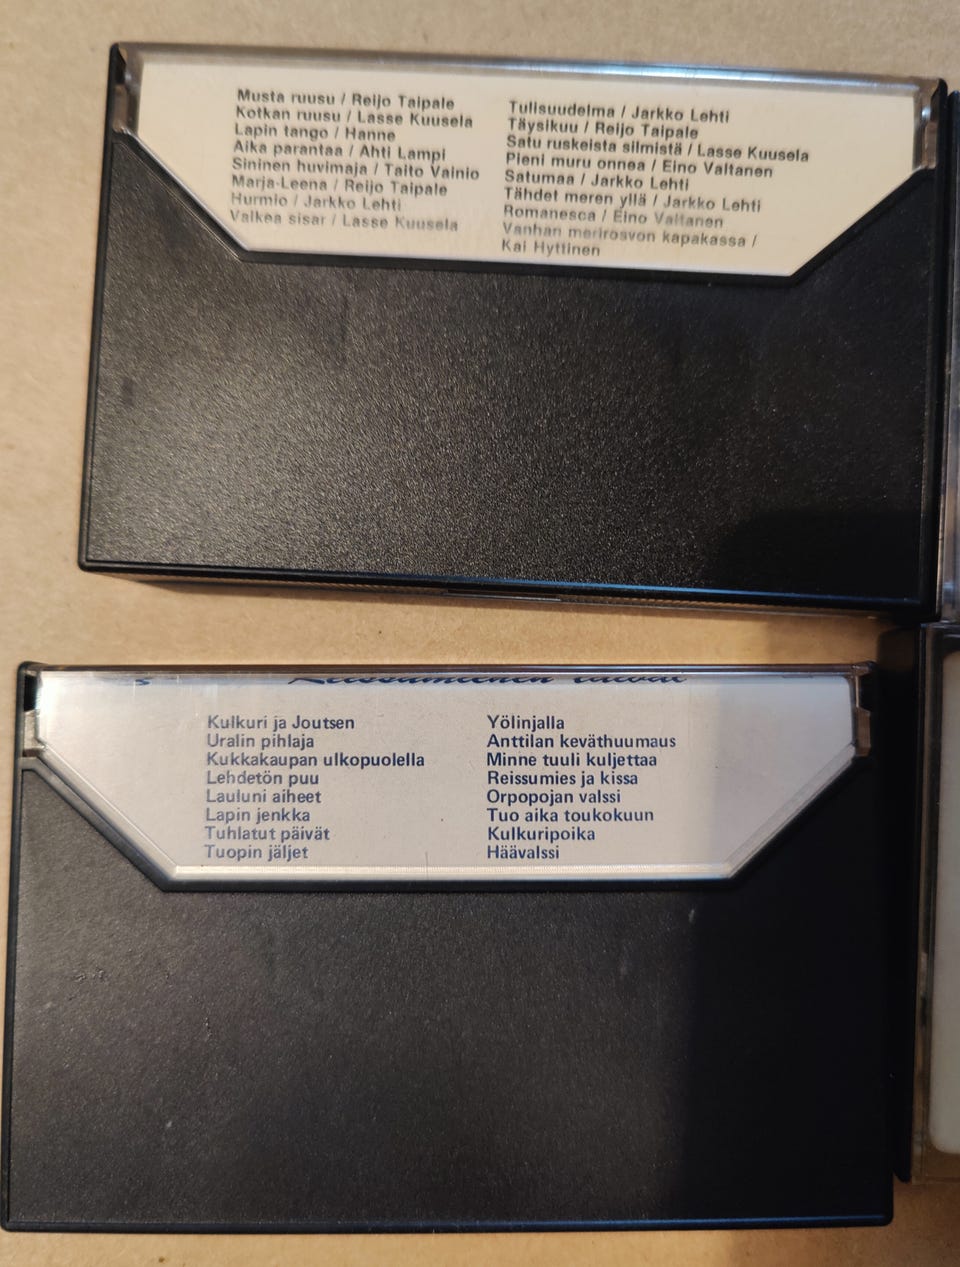 Musta ruusu / Reijo Taipale
Kotkan ruusu / Lasse Kuusela
Lapin tango / Hanne
Aika parantaa / Ahti Lampi
Sininen huvimaja / Taito Vainio
Marja-Leena / Reijo Taipale
Hurmio / Jarkko Lehti
Valkea sisar / Lasse Kuusela
Tulisuudelma / Jarkko Lehti
Täysikuu / Reijo Taipale
Satu ruskeista silmistä / Lasse Kuusela
Pieni muru onnea / Eino Valtanen
Satumaa / Jarkko Lehti
Tähdet meren yllä / Jarkko Lehti
Romanesca / Eino Valtanen
Vanhan merirosvon kapakassa /
Kai Hyttinen
Kulkuri ja Joutsen
Uralin pihlaja
Kukkakaupan ulkopuolella
Lehdetön puu
Lauluni aiheet
Lapin jenkka
Tuhlatut päivät
Tuopin jäljet
Yölinjalla
Anttilan keväthuumaus
Minne tuuli kuljettaa
Reissumies ja kissa
Orpopojan valssi
Tuo aika toukokuun
Kulkuripoika
Häävalssi